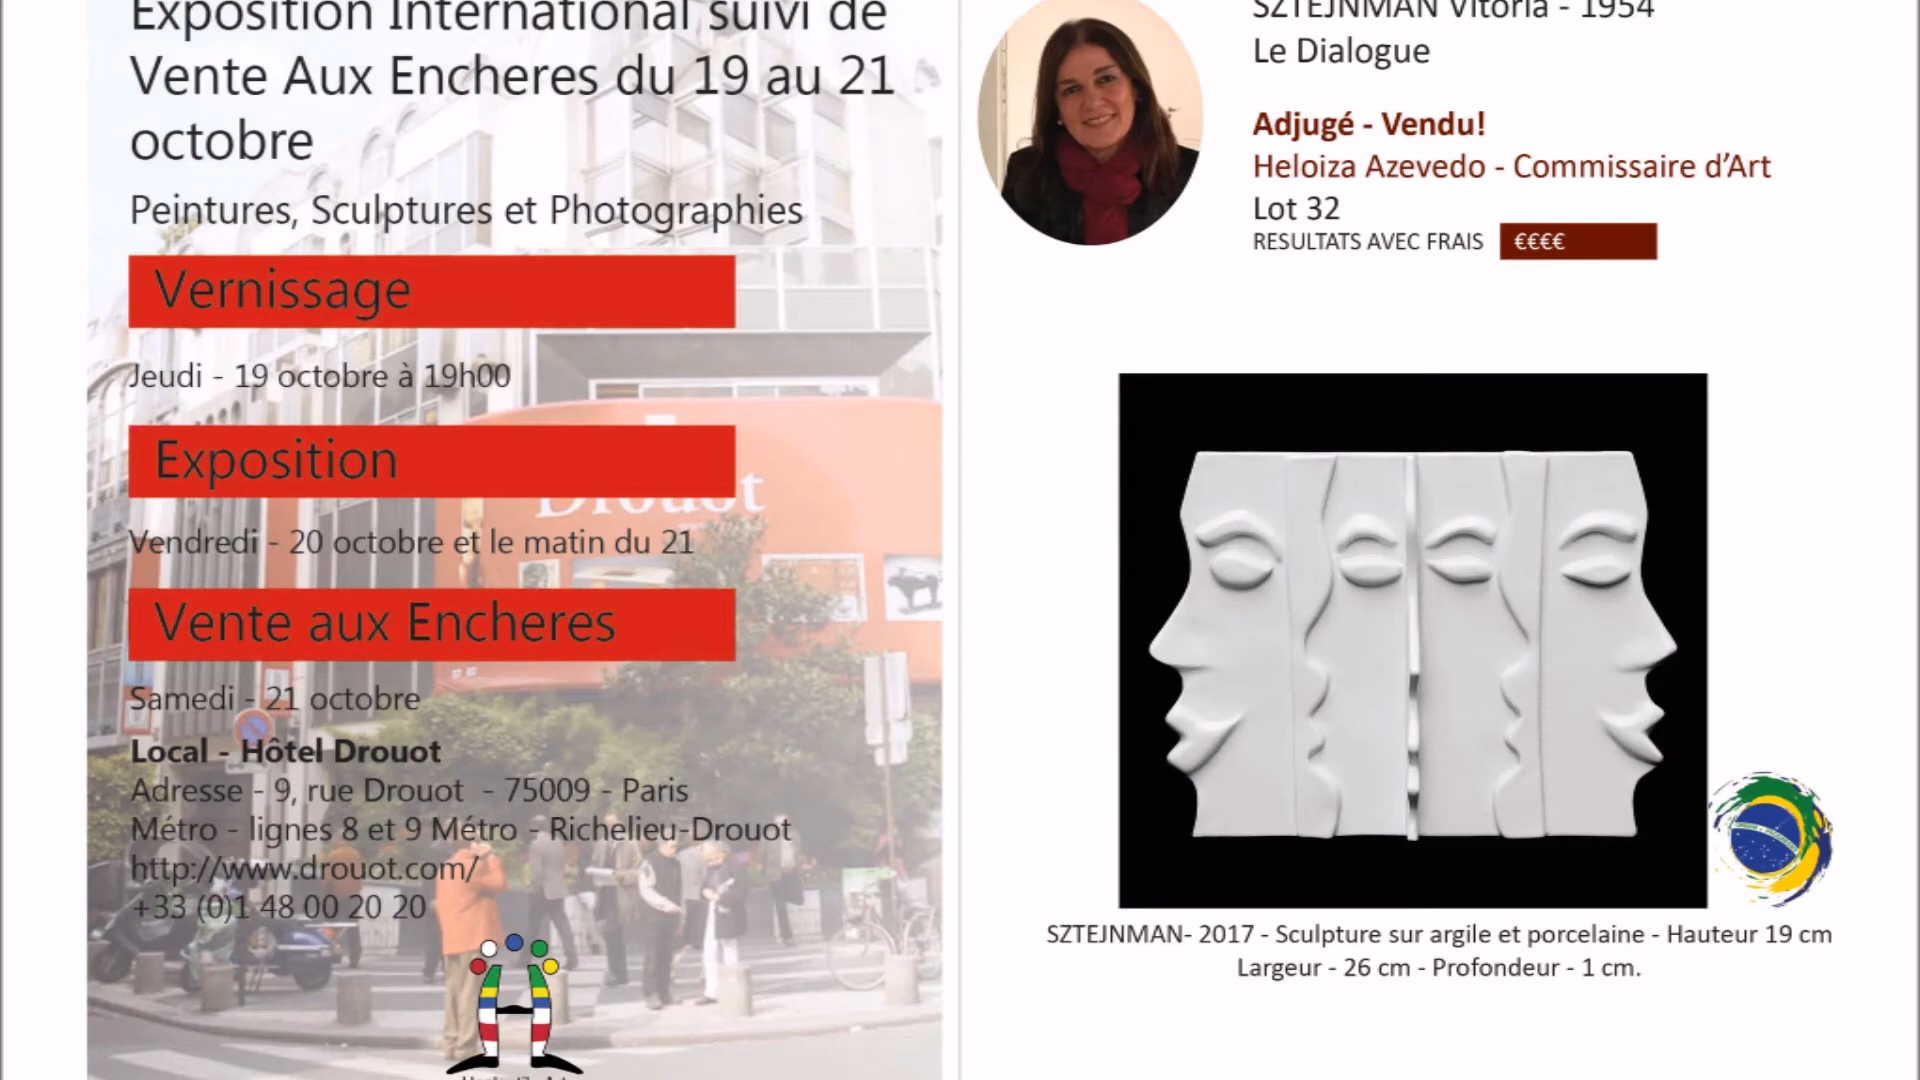 Exposition International suivi de
Vente Aux Encheres du 19 au 21
octobre
Peintures, Sculptures et Photographies
Vernissage
Jeudi - 19 octobre à 19h00
Exposition
Drouot
Vendredi - 20 octobre et le matin du 21
Vente aux Encheres
Samedi - 21 octobre
Local - Hôtel Drouot
Adresse - 9, rue Drouot - 75009 - Paris
Métro - lignes 8 et 9 Métro - Richelieu-Drouot
http://www.drouot.com/
+33 (0)1 48 00 20 20
SZTEJNMAN Vitoria - 1954
Le Dialogue
Adjugé - Vendu!
Heloiza Azevedo - Commissaire d’Art
Lot 32
RESULTATS AVEC FRAIS €€€€
SZTEJNMAN- 2017 - Sculpture sur argile et porcelaine - Hauteur 19 cm
Largeur - 26 cm - Profondeur - 1 cm.